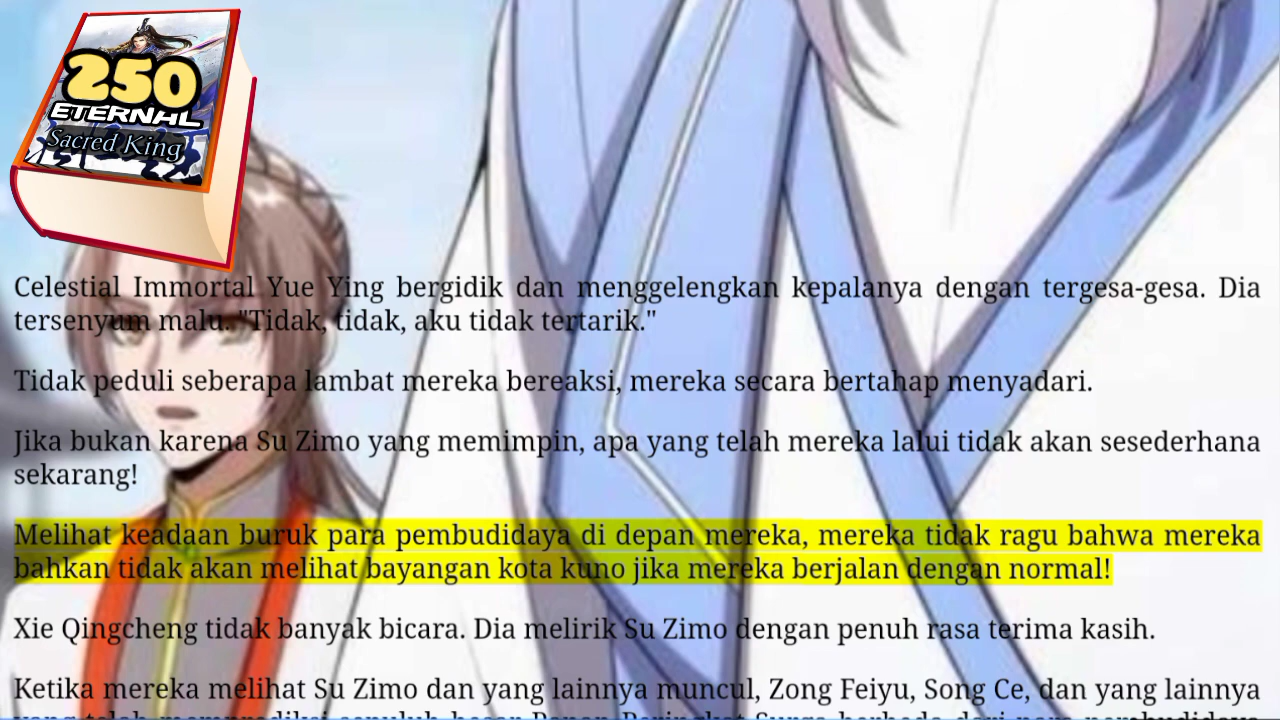 250
ETERNAL
Sacred King
Celestial Immortal Yue Ying bergidik dan menggelengkan kepalanya dengan tergesa-gesa. Dia
tersenyum malu. "Tidak, tidak, aku tidak tertarik."
Tidak peduli seberapa lambat mereka bereaksi, mereka secara bertahap menyadari.
Jika bukan karena Su Zimo yang memimpin, apa yang telah mereka lalui tidak akan sesederhana
sekarang!
Melihat keadaan buruk para pembudidaya di depan mereka, mereka tidak ragu bahwa mereka
bahkan tidak akan melihat bayangan kota kuno jika mereka berjalan dengan normal!
Xie Qingcheng tidak banyak bicara. Dia melirik Su Zimo dengan penuh rasa terima kasih.
Ketika mereka melihat Su Zimo dan yang lainnya muncul, Zong Feiyu, Song Ce, dan yang lainnya